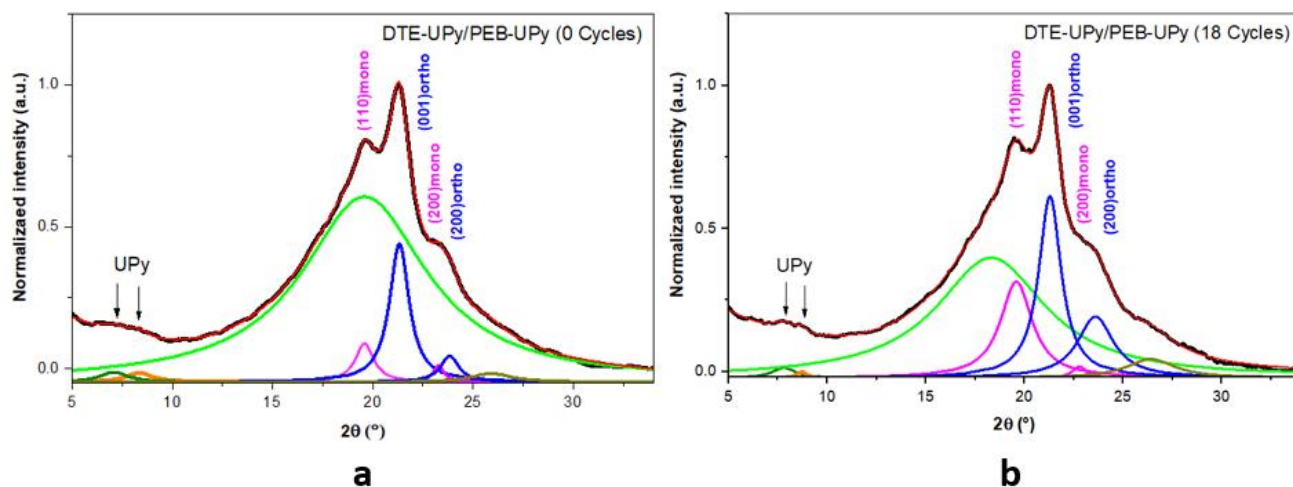 DTE-UPy/PEB-UPy (0 Cycles)
Normalizaed intensity (a.u.)
1.0
0.5
0.0
(110)mono
(001)ortho
(200)mono
(200)ortho
UPy
5 10 15 20 25 30
2θ (°)
a
DTE-UPy/PEB-UPy (18 Cycles)
Normalizaed intensity (a.u.)
1.0
0.5
0.0
(110)mono
(001)ortho
(200)mono
(200)ortho
UPy
5 10 15 20 25 30
2θ (°)
b